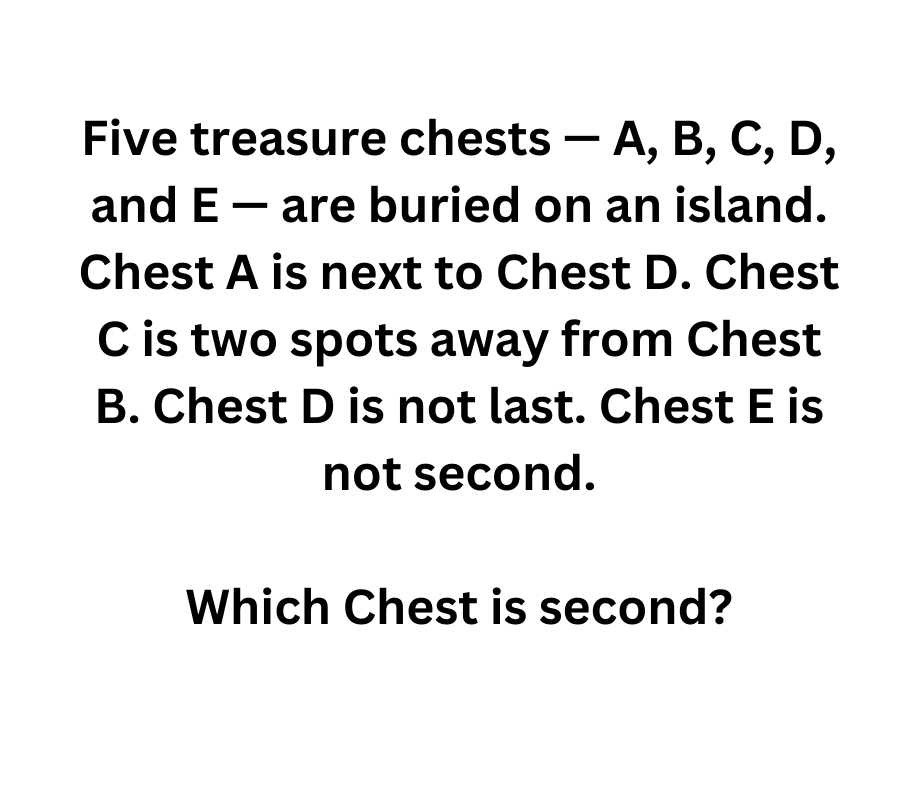 Five treasure chests — A, B, C, D,
and E — are buried on an island.
Chest A is next to Chest D. Chest
C is two spots away from Chest
B. Chest D is not last. Chest E is
not second.
Which Chest is second?